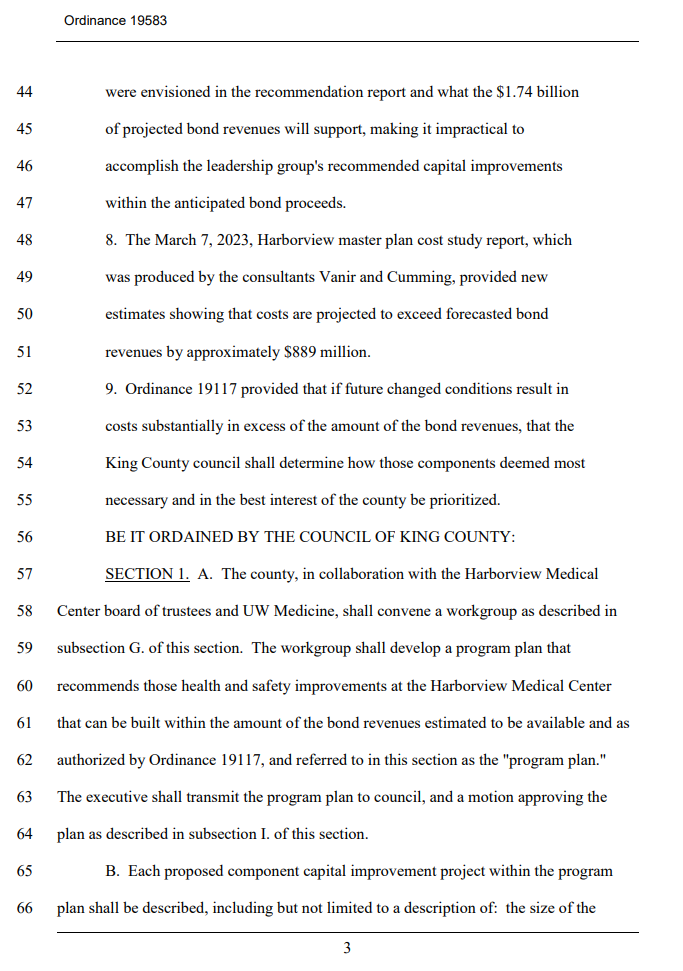 Ordinance 19583
44 were envisioned in the recommendation report and what the $1.74 billion
45 of projected bond revenues will support, making it impractical to
46 accomplish the leadership group's recommended capital improvements
47 within the anticipated bond proceeds.
48 8.  The March 7, 2023, Harborview master plan cost study report, which
49 was produced by the consultants Vanir and Cumming, provided new
50 estimates showing that costs are projected to exceed forecasted bond
51 revenues by approximately $889 million.
52 9.  Ordinance 19117 provided that if future changed conditions result in
53 costs substantially in excess of the amount of the bond revenues, that the
54 King County council shall determine how those components deemed most
55 necessary and in the best interest of the county be prioritized.
56 BE IT ORDAINED BY THE COUNCIL OF KING COUNTY:
57 SECTION 1.  A.  The county, in collaboration with the Harborview Medical
58 Center board of trustees and UW Medicine, shall convene a workgroup as described in
59 subsection G. of this section.  The workgroup shall develop a program plan that
60 recommends those health and safety improvements at the Harborview Medical Center
61 that can be built within the amount of the bond revenues estimated to be available and as
62 authorized by Ordinance 19117, and referred to in this section as the "program plan."
63 The executive shall transmit the program plan to council, and a motion approving the
64 plan as described in subsection I. of this section.
65 B.  Each proposed component capital improvement project within the program
66 plan shall be described, including but not limited to a description of:  the size of the
3